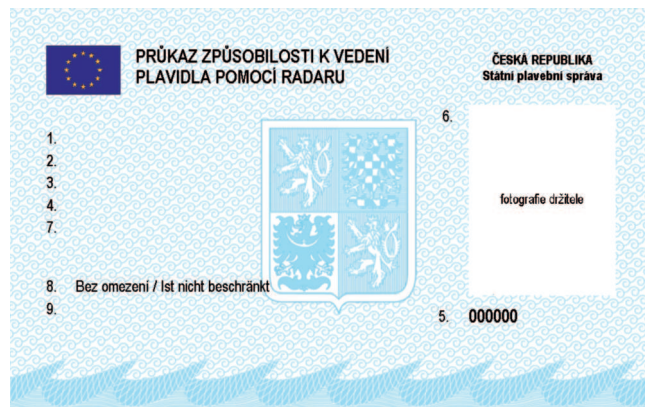 PRŮKAZ ZPŮSOBILOSTI K VEDENÍ
PLAVIDLA POMOCÍ RADARU
ČESKÁ REPUBLIKA
Státní plavební správa
6.
1.
2.
3.
4.
7.
fotografie držitele
8. Bez omezení / Ist nicht beschränkt
9.
5. 000000